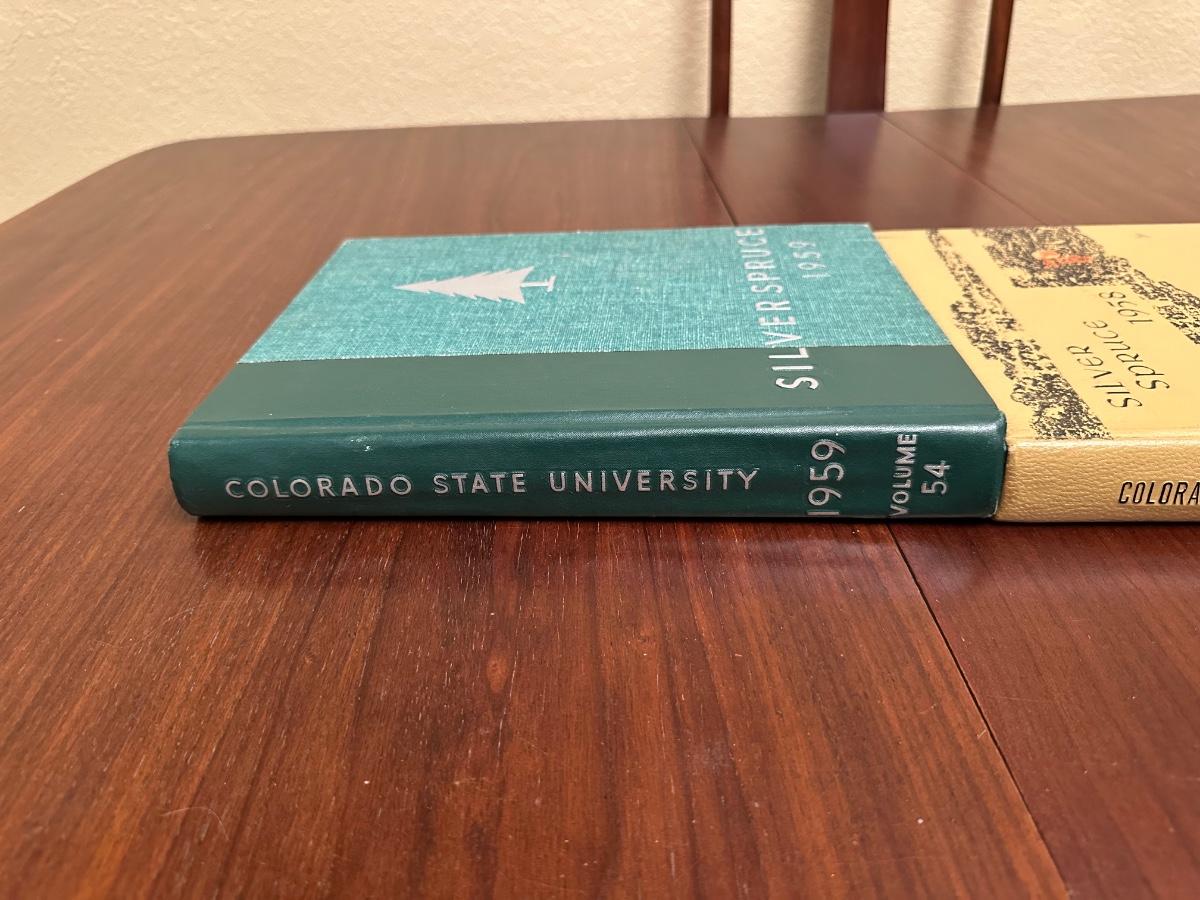 SILVER SPRUCE
1959
COLORADO STATE UNIVERSITY
1959
VOLUME
54
SILVER
SPRUCE
1958
COLORA